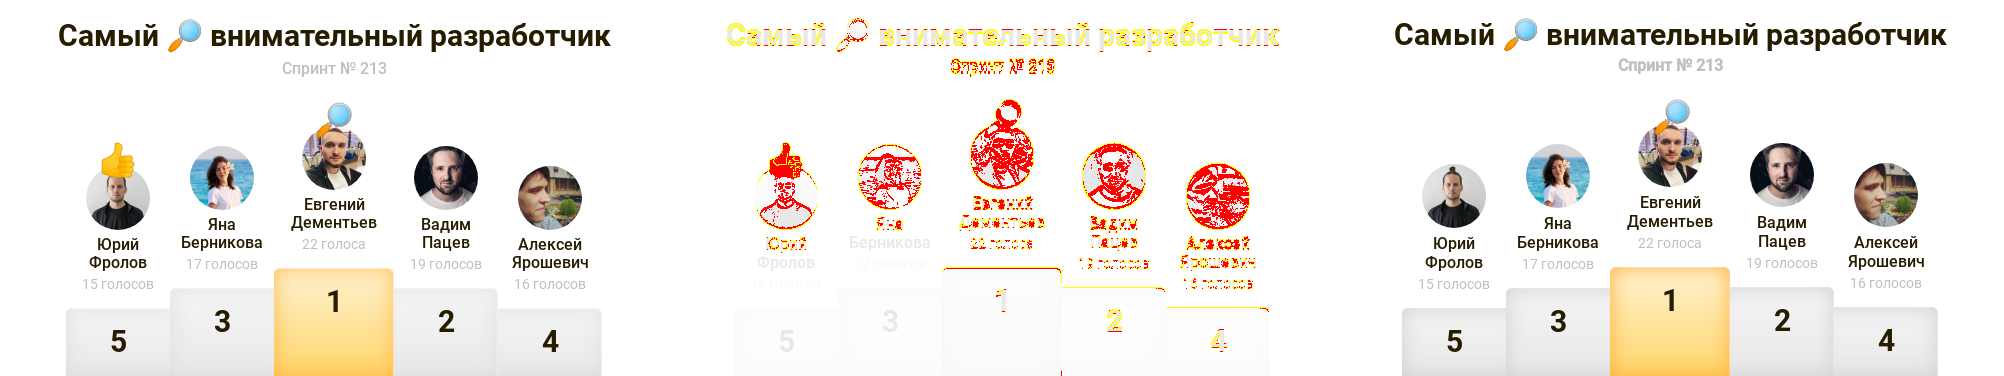 Самый 🔎 внимательный разработчик
Спринт № 213
Евгений
Дементьев
22 голоса
Яна
Берникова
17 голосов
Вадим
Пацев
19 голосов
Юрий
Фролов
15 голосов
Алексей
Ярошевич
16 голосов
1
3
2
5
4
Самый 🔎 внимательный разработчик
Спринт № 213
Евгений
Дементьев
22 голоса
Яна
Берникова
17 голосов
Вадим
Пацев
19 голосов
Юрий
Фролов
15 голосов
Алексей
Ярошевич
16 голосов
1
3
2
5
4
Самый 🔎 внимательный разработчик
Спринт № 213
Евгений
Дементьев
22 голоса
Яна
Берникова
17 голосов
Вадим
Пацев
19 голосов
Юрий
Фролов
15 голосов
Алексей
Ярошевич
16 голосов
1
3
2
5
4